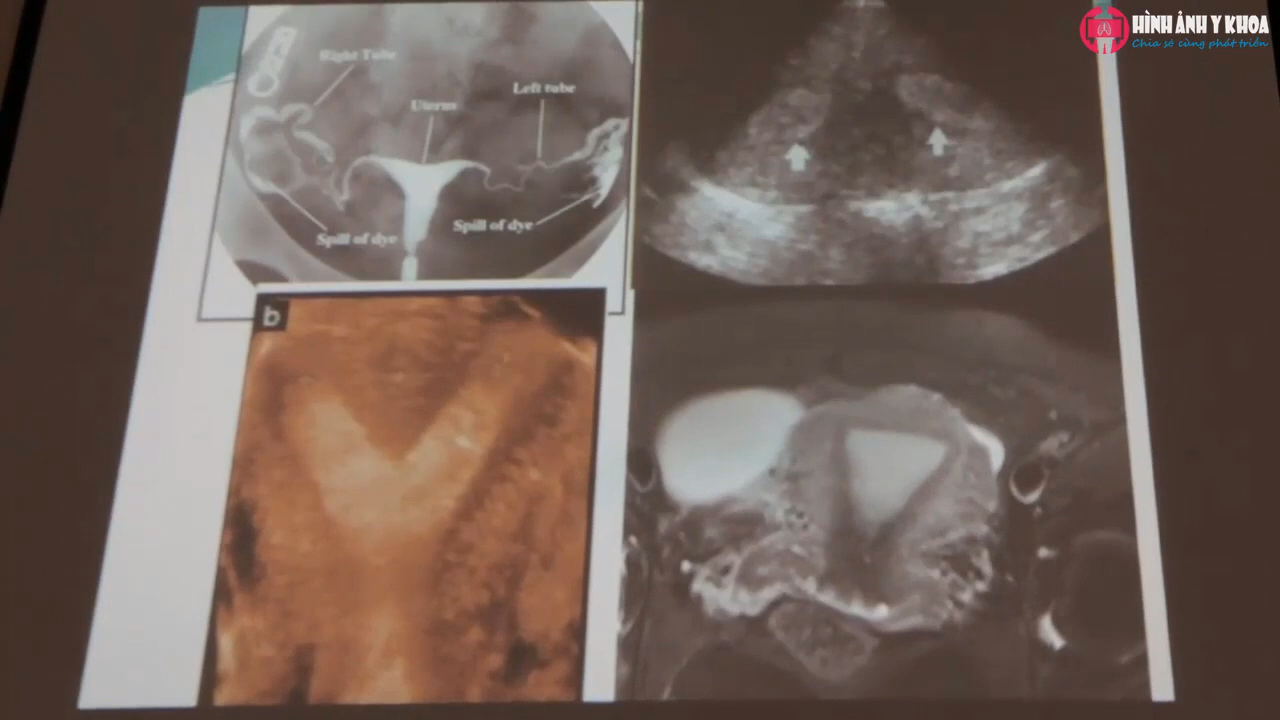 HÌNH ẢNH Y KHOA
Chia sẻ cùng phát triển
Right Tube
Left tube
Uterus
Spill of dye
Spill of dye
b